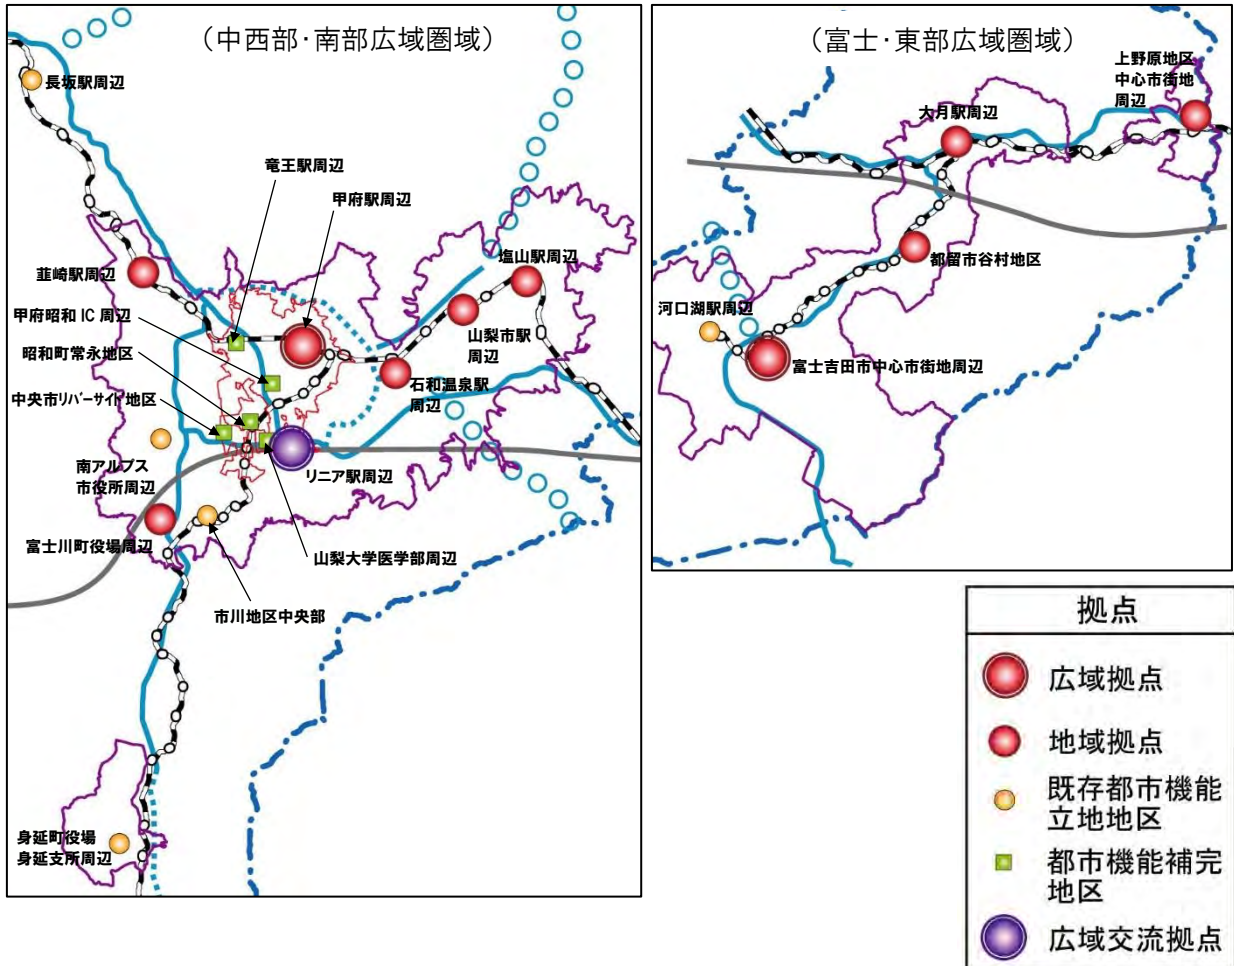 （中西部･南部広域圏域）
長坂駅周辺
竜王駅周辺
甲府駅周辺
韮崎駅周辺
塩山駅周辺
甲府昭和IC周辺
山梨市駅
周辺
昭和町常永地区
石和温泉駅
周辺
中央市ﾘﾊﾞｰｻｲﾄﾞ地区
南アルプス
市役所周辺
リニア駅周辺
富士川町役場周辺
山梨大学医学部周辺
市川地区中央部
身延町役場
身延支所周辺
（富士･東部広域圏域）
上野原地区
中心市街地
周辺
大月駅周辺
都留市谷村地区
河口湖駅周辺
富士吉田市中心市街地周辺
拠点
広域拠点
地域拠点
既存都市機能
立地地区
都市機能補完
地区
広域交流拠点